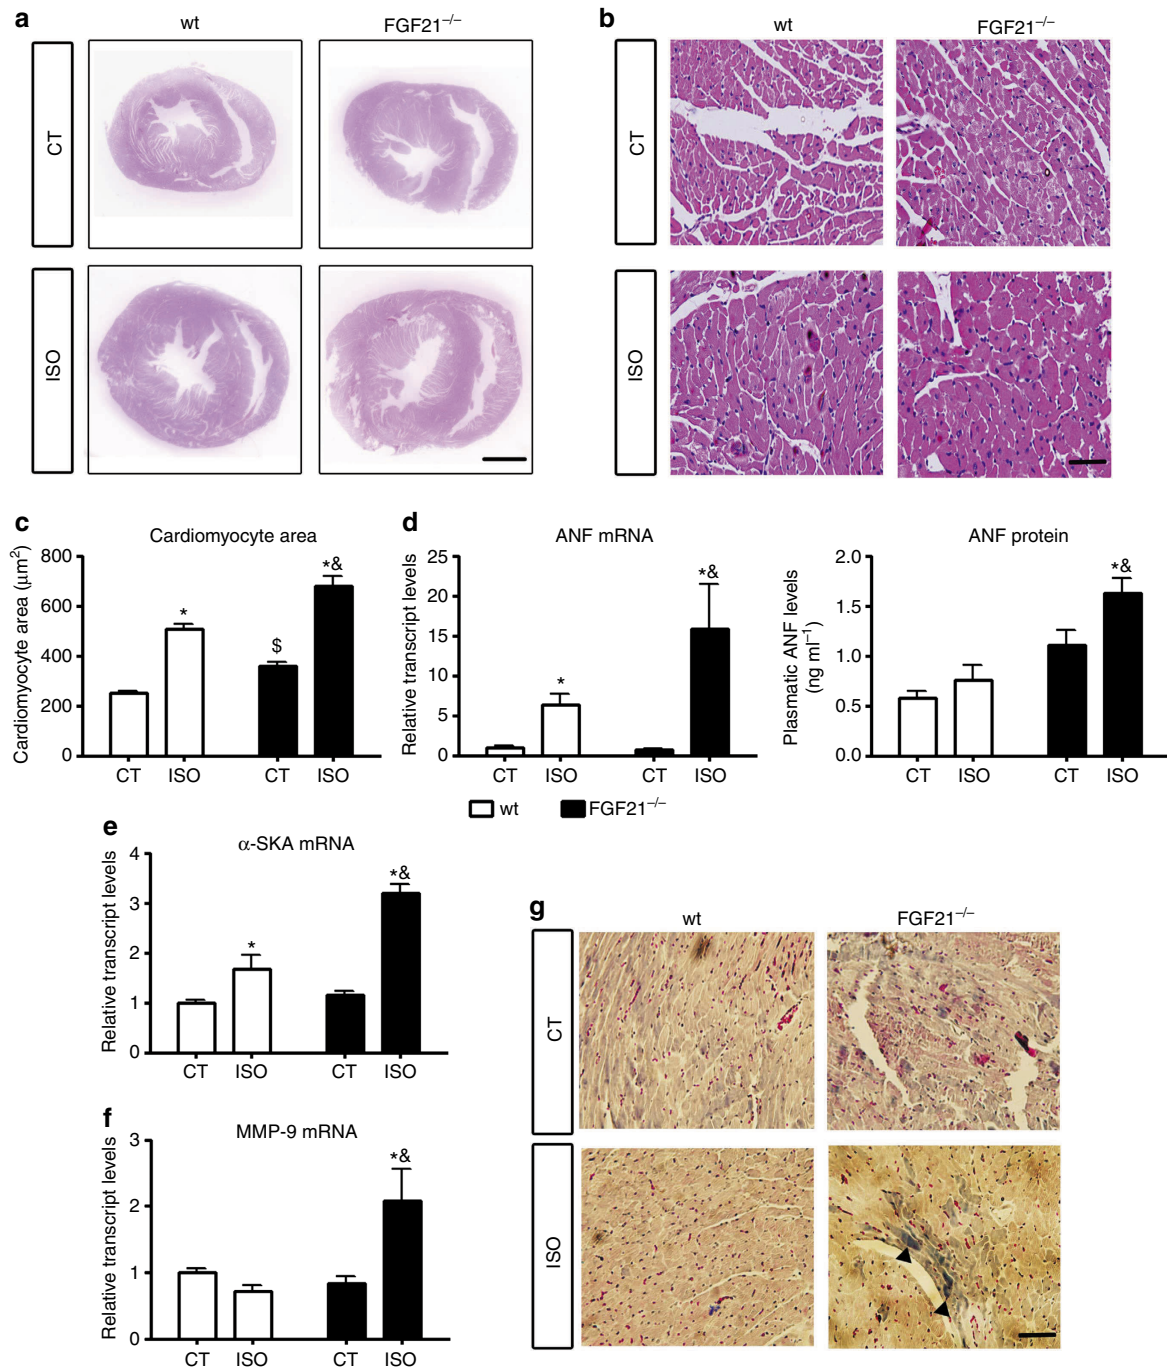 a
wt
FGF21–/–
CT
ISO
b
wt
FGF21–/–
CT
ISO
c
Cardiomyocyte area
Cardiomyocyte area (μm2)
800
600
400
200
0
*
$
*&
CT
ISO
CT
ISO
d
ANF mRNA
Relative transcript levels
25
20
15
10
5
0
*
*&
CT
ISO
CT
ISO
ANF protein
Plasmatic ANF levels
(ng ml–1)
2.0
1.5
1.0
0.5
0.0
*&
CT
ISO
CT
ISO
wt
FGF21–/–
e
α-SKA mRNA
Relative transcript levels
4
3
2
1
0
*
*&
CT
ISO
CT
ISO
f
MMP-9 mRNA
Relative transcript levels
3
2
1
0
*&
CT
ISO
CT
ISO
g
wt
FGF21–/–
CT
ISO